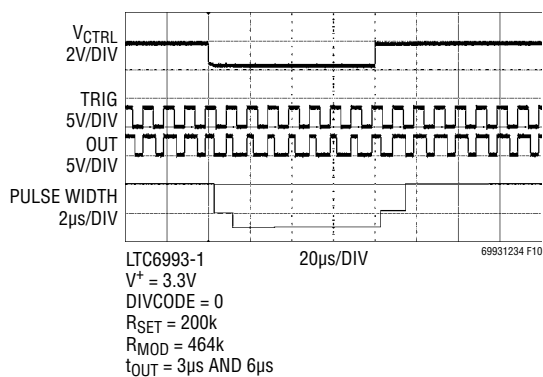 V_CTRL
2V/DIV
TRIG
5V/DIV
OUT
5V/DIV
PULSE WIDTH
2µs/DIV
20µs/DIV
69931234 F10
LTC6993-1
V⁺ = 3.3V
DIVCODE = 0
R_SET = 200k
R_MOD = 464k
t_OUT = 3µs AND 6µs